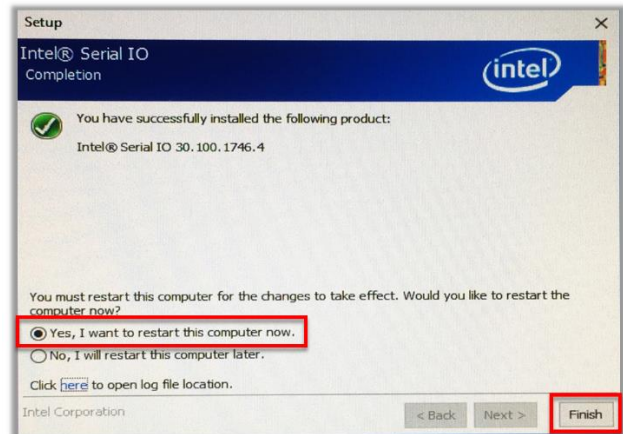 Setup
Intel® Serial IO
Completion
intel
You have successfully installed the following product:
Intel® Serial IO 30.100.1746.4
You must restart this computer for the changes to take effect. Would you like to restart the
computer now?
Yes, I want to restart this computer now.
No, I will restart this computer later.
Click here to open log file location.
Intel Corporation
< Back Next > Finish